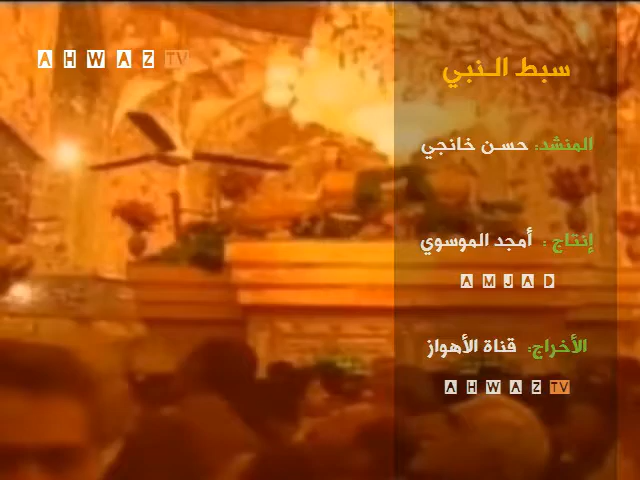 AHWAZ TV
سبط النبي
المنشد: حسن خانجي
إنتاج : أمجد الموسوي
AMJAD
الأخراج: قناة الأهواز
AHWAZ TV